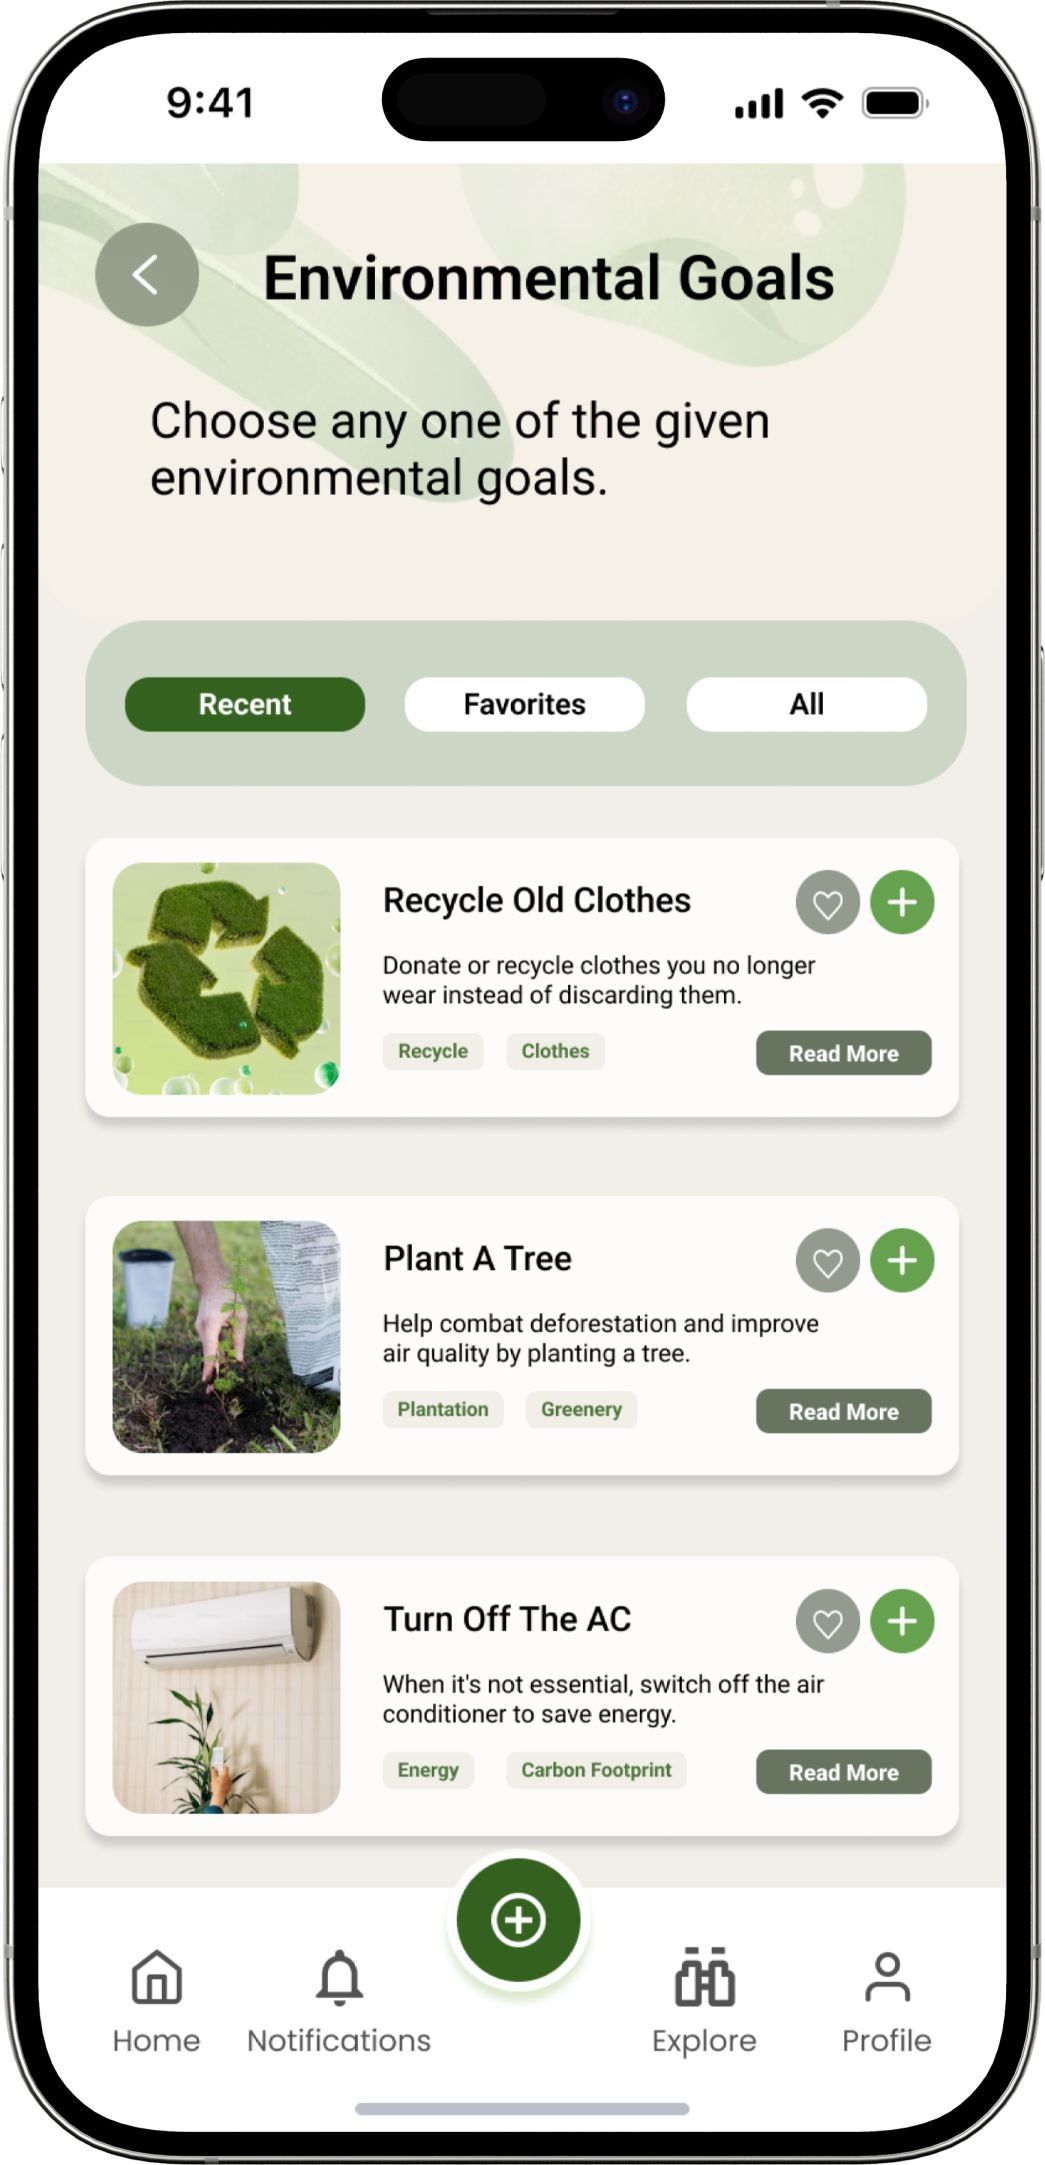 9:41
Environmental Goals
Choose any one of the given
environmental goals.
Recent
Favorites
All
Recycle Old Clothes
Donate or recycle clothes you no longer
wear instead of discarding them.
Recycle
Clothes
Read More
Plant A Tree
Help combat deforestation and improve
air quality by planting a tree.
Plantation
Greenery
Read More
Turn Off The AC
When it's not essential, switch off the air
conditioner to save energy.
Energy
Carbon Footprint
Read More
Home
Notifications
Explore
Profile